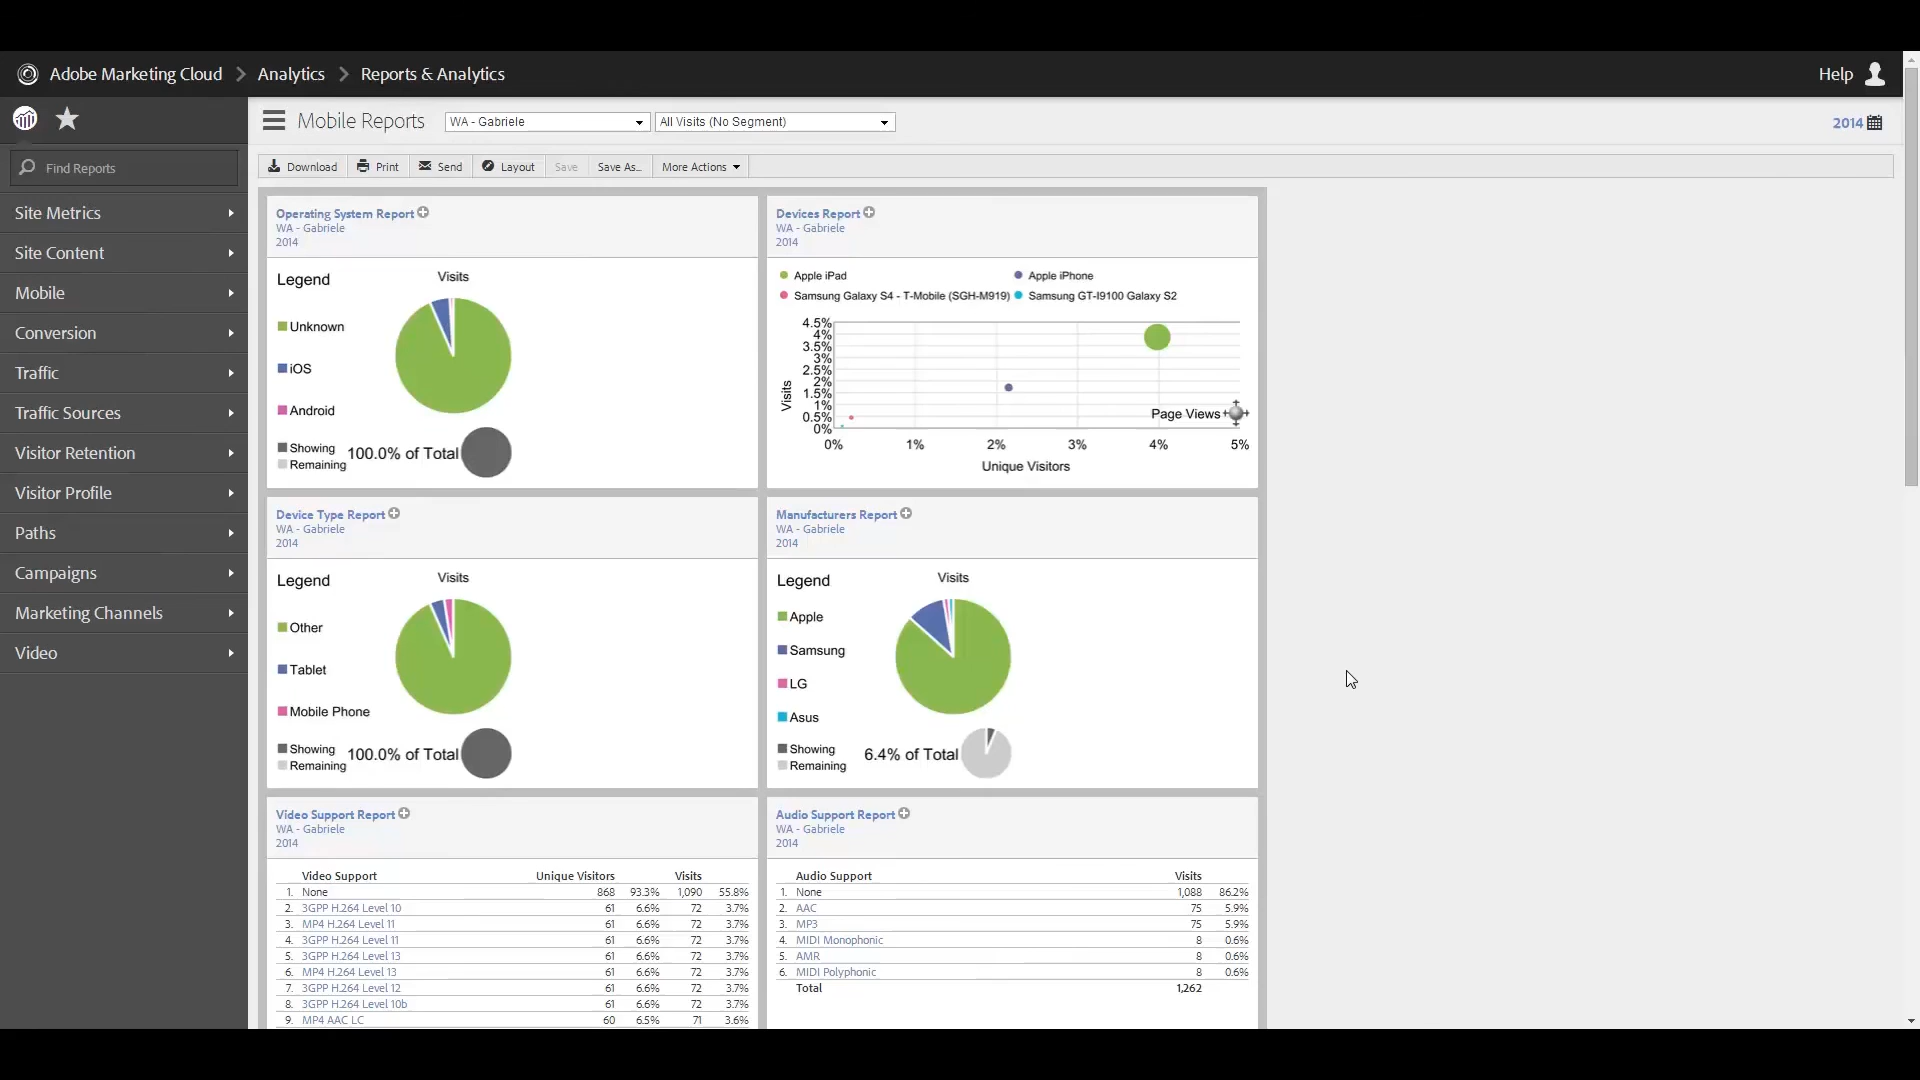 Adobe Marketing Cloud > Analytics > Reports & Analytics
Help
Find Reports
Site Metrics
Site Content
Mobile
Conversion
Traffic
Traffic Sources
Visitor Retention
Visitor Profile
Paths
Campaigns
Marketing Channels
Video
Mobile Reports
WA - Gabriele
All Visits (No Segment)
2014
Download
Print
Send
Layout
Save
Save As...
More Actions
Operating System Report
WA - Gabriele
2014
Legend
Visits
Unknown
iOS
Android
Showing
Remaining
100.0% of Total
Devices Report
WA - Gabriele
2014
Apple iPad
Apple iPhone
Samsung Galaxy S4 - T-Mobile (SGH-M919)
Samsung GT-I9100 Galaxy S2
4.5%
4%
3.5%
3%
2.5%
2%
1.5%
1%
0.5%
0%
Visits
Page Views
0% 1% 2% 3% 4% 5%
Unique Visitors
Device Type Report
WA - Gabriele
2014
Legend
Visits
Other
Tablet
Mobile Phone
Showing
Remaining
100.0% of Total
Manufacturers Report
WA - Gabriele
2014
Legend
Visits
Apple
Samsung
LG
Asus
Showing
Remaining
6.4% of Total
Video Support Report
WA - Gabriele
2014
Video Support Unique Visitors Visits
1. None 868 93.3% 1,090 55.8%
2. 3GPP H.264 Level 10 61 6.6% 72 3.7%
3. MP4 H.264 Level 11 61 6.6% 72 3.7%
4. 3GPP H.264 Level 11 61 6.6% 72 3.7%
5. 3GPP H.264 Level 13 61 6.6% 72 3.7%
6. MP4 H.264 Level 13 61 6.6% 72 3.7%
7. 3GPP H.264 Level 12 61 6.6% 72 3.7%
8. 3GPP H.264 Level 10b 61 6.6% 72 3.7%
9. MP4 AAC LC 60 6.5% 71 3.6%
Audio Support Report
WA - Gabriele
2014
Audio Support Visits
1. None 1,088 86.2%
2. AAC 75 5.9%
3. MP3 75 5.9%
4. MIDI Monophonic 8 0.6%
5. AMR 8 0.6%
6. MIDI Polyphonic 8 0.6%
Total 1,262